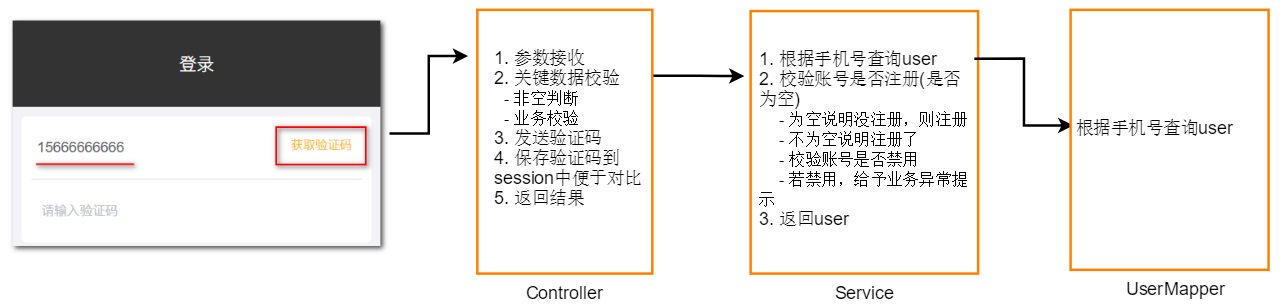 登录
15666666666
获取验证码
请输入验证码
1. 参数接收
2. 关键数据校验
- 非空判断
- 业务校验
3. 发送验证码
4. 保存验证码到
session中便于对比
5. 返回结果
Controller
1. 根据手机号查询user
2. 校验账号是否注册(是否
为空)
- 为空说明没注册，则注册
- 不为空说明注册了
- 校验账号是否禁用
- 若禁用，给予业务异常提
示
3. 返回user
Service
根据手机号查询user
UserMapper